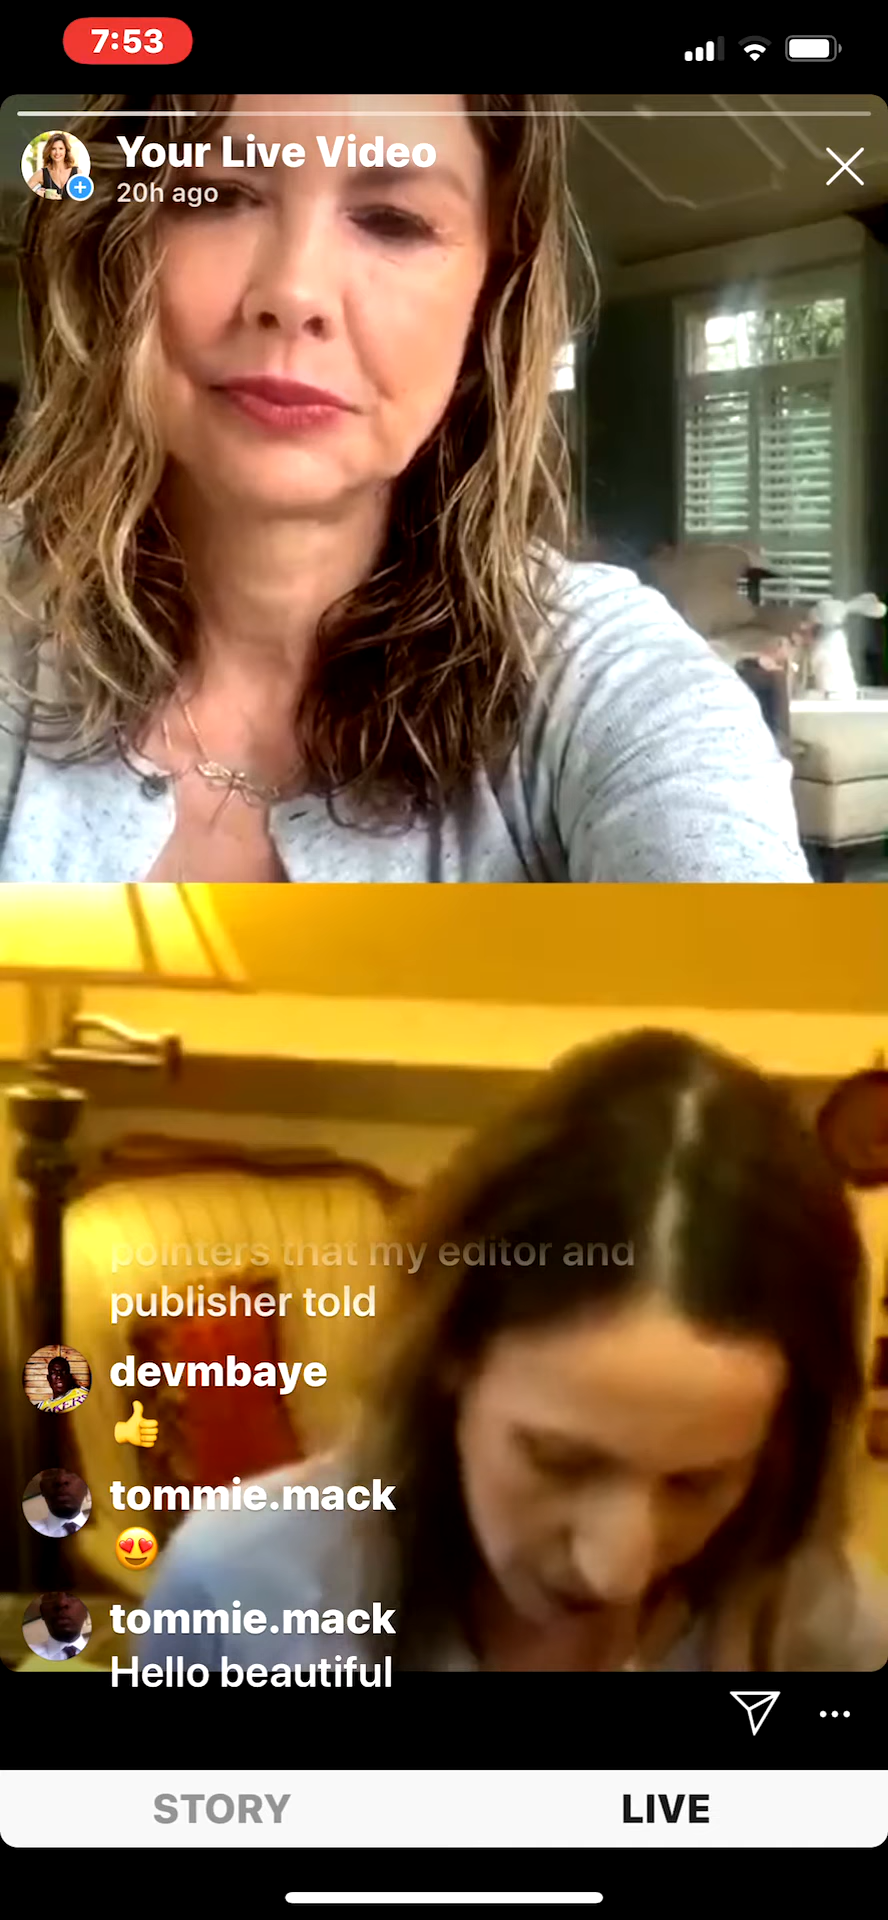 7:53
Your Live Video
20h ago
pointers that my editor and
publisher told
devmbaye
👍
tommie.mack
😍
tommie.mack
Hello beautiful
STORY
LIVE